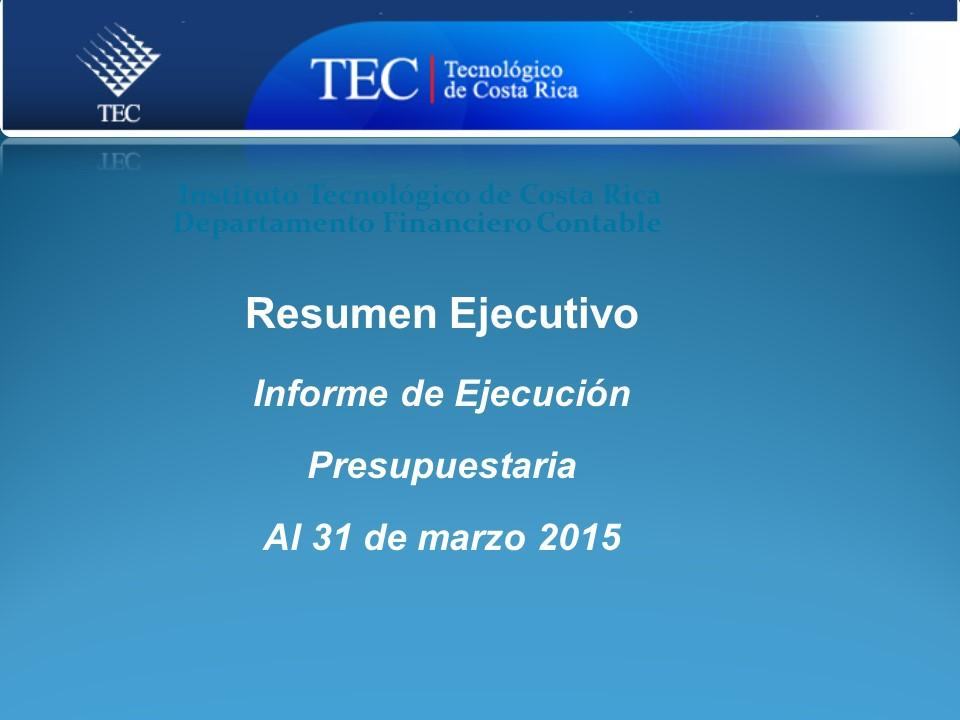 TEC
TEC | Tecnológico
de Costa Rica
Instituto Tecnológico de Costa Rica
Departamento Financiero Contable
Resumen Ejecutivo
Informe de Ejecución
Presupuestaria
Al 31 de marzo 2015